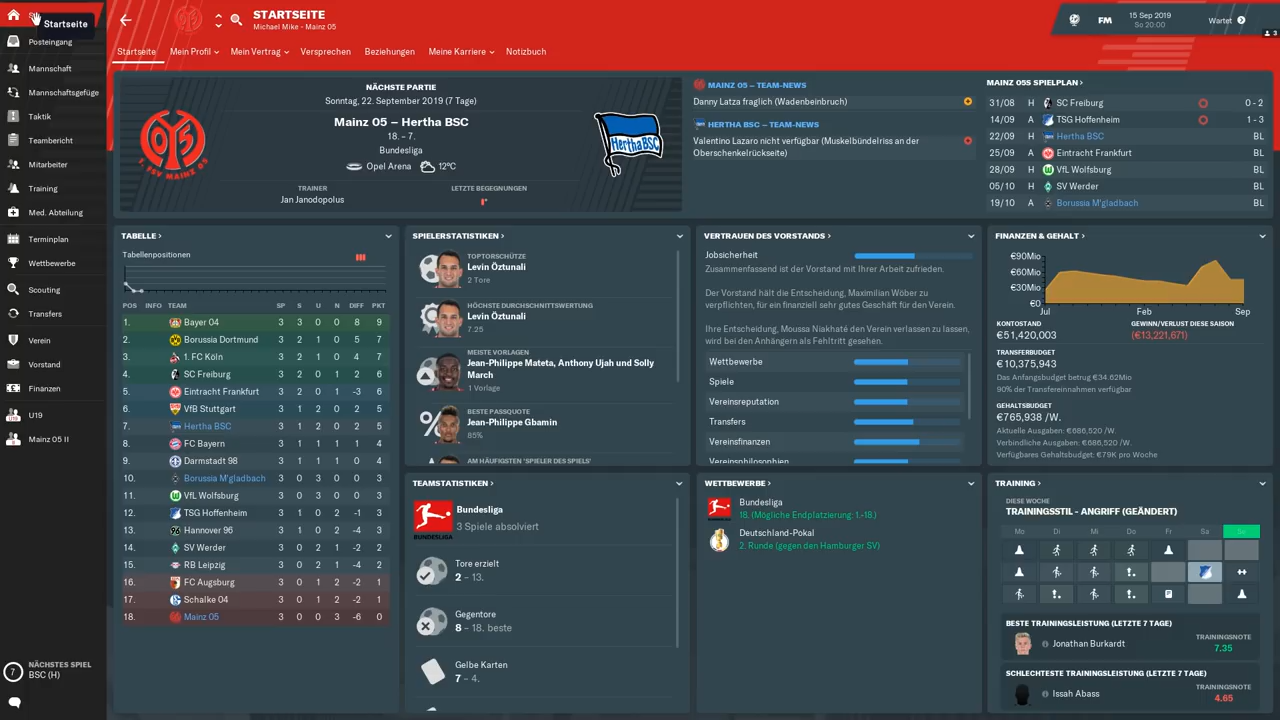 Startseite
STARTSEITE
Michael Mike - Mainz 05
15 Sep 2019
So 20:00
FM
Wartet
3
Startseite
Mein Profil
Mein Vertrag
Versprechen
Beziehungen
Meine Karriere
Notizbuch
Posteingang
Mannschaft
Mannschaftsgefüge
Taktik
Teambericht
Mitarbeiter
Training
Med. Abteilung
Terminplan
Wettbewerbe
Scouting
Transfers
Verein
Vorstand
Finanzen
U19
Mainz 05 II
7
NÄCHSTES SPIEL
BSC (H)
NÄCHSTE PARTIE
Sonntag, 22. September 2019 (7 Tage)
Mainz 05 – Hertha BSC
18. - 7.
Bundesliga
Opel Arena 12°C
TRAINER
Jan Janodopolus
LETZTE BEGEGNUNGEN
Hertha BSC
MAINZ 05 – TEAM-NEWS
Danny Latza fraglich (Wadenbeinbruch)
HERTHA BSC – TEAM-NEWS
Valentino Lazaro nicht verfügbar (Muskelbündelriss an der
Oberschenkelrückseite)
MAINZ 05S SPIELPLAN
31/08 H SC Freiburg 0 - 2
14/09 A TSG Hoffenheim 1 - 3
22/09 H Hertha BSC BL
25/09 A Eintracht Frankfurt BL
28/09 H VfL Wolfsburg BL
05/10 H SV Werder BL
19/10 A Borussia M'gladbach BL
TABELLE
Tabellenpositionen
POS INFO TEAM SP S U N DIFF PKT
1. Bayer 04 3 3 0 0 8 9
2. Borussia Dortmund 3 2 1 0 5 7
3. 1. FC Köln 3 2 1 0 4 7
4. SC Freiburg 3 2 0 1 2 6
5. Eintracht Frankfurt 3 2 0 1 -3 6
6. VfB Stuttgart 3 1 2 0 2 5
7. Hertha BSC 3 1 2 0 2 5
8. FC Bayern 3 1 1 1 1 4
9. Darmstadt 98 3 1 1 1 0 4
10. Borussia M'gladbach 3 0 3 0 0 3
11. VfL Wolfsburg 3 0 3 0 0 3
12. TSG Hoffenheim 3 1 0 2 -1 3
13. Hannover 96 3 1 0 2 -4 3
14. SV Werder 3 0 2 1 -2 2
15. RB Leipzig 3 0 2 1 -4 2
16. FC Augsburg 3 0 1 2 -2 1
17. Schalke 04 3 0 1 2 -2 1
18. Mainz 05 3 0 0 3 -6 0
SPIELERSTATISTIKEN
TOPTORSCHÜTZE
Levin Öztunali
2 Tore
HÖCHSTE DURCHSCHNITTSWERTUNG
Levin Öztunali
7.25
MEISTE VORLAGEN
Jean-Philippe Mateta, Anthony Ujah und Solly
March
1 Vorlage
BESTE PASSQUOTE
Jean-Philippe Gbamin
85%
AM HÄUFIGSTEN 'SPIELER DES SPIELS'
TEAMSTATISTIKEN
BUNDESLIGA
Bundesliga
3 Spiele absolviert
Tore erzielt
2 – 13.
Gegentore
8 – 18. beste
Gelbe Karten
7 – 4.
VERTRAUEN DES VORSTANDS
Jobsicherheit
Zusammenfassend ist der Vorstand mit Ihrer Arbeit zufrieden.
Der Vorstand hält die Entscheidung, Maximilian Wöber zu
verpflichten, für ein finanziell sehr gutes Geschäft für den Verein.
Ihre Entscheidung, Moussa Niakhaté den Verein verlassen zu lassen,
wird bei den Anhängern als Fehltritt gesehen.
Wettbewerbe
Spiele
Vereinsreputation
Transfers
Vereinsfinanzen
Vereinsphilosophien
WETTBEWERBE
Bundesliga
18. (Mögliche Endplatzierung: 1.-18.)
Deutschland-Pokal
2. Runde (gegen den Hamburger SV)
FINANZEN & GEHALT
€90Mio
€60Mio
€30Mio
€0
Jul Feb Sep
KONTOSTAND
€51,420,003
GEWINN/VERLUST DIESE SAISON
(€13,221,671)
TRANSFERBUDGET
€10,375,943
Das Anfangsbudget betrug €34.62Mio
90% der Transfereinnahmen verfügbar
GEHALTSBUDGET
€765,938 /W.
Aktuelle Ausgaben: €686,520 /W.
Verbindliche Ausgaben: €686,520 /W.
Verfügbares Gehaltsbudget: €79K pro Woche
TRAINING
DIESE WOCHE
TRAININGSSTIL - ANGRIFF (GEÄNDERT)
Mo Di Mi Do Fr Sa So
BESTE TRAININGSLEISTUNG (LETZTE 7 TAGE)
Jonathan Burkardt
TRAININGSNOTE
7.35
SCHLECHTESTE TRAININGSLEISTUNG (LETZTE 7 TAGE)
Issah Abass
TRAININGSNOTE
4.65